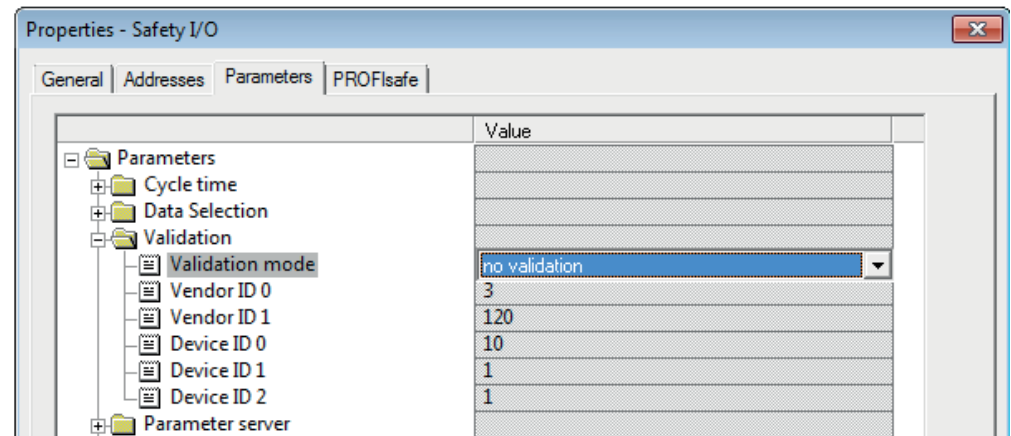 Properties - Safety I/O
General Addresses Parameters PROFIsafe
Value
Parameters
Cycle time
Data Selection
Validation
Validation mode no validation
Vendor ID 0 3
Vendor ID 1 120
Device ID 0 10
Device ID 1 1
Device ID 2 1
Parameter server